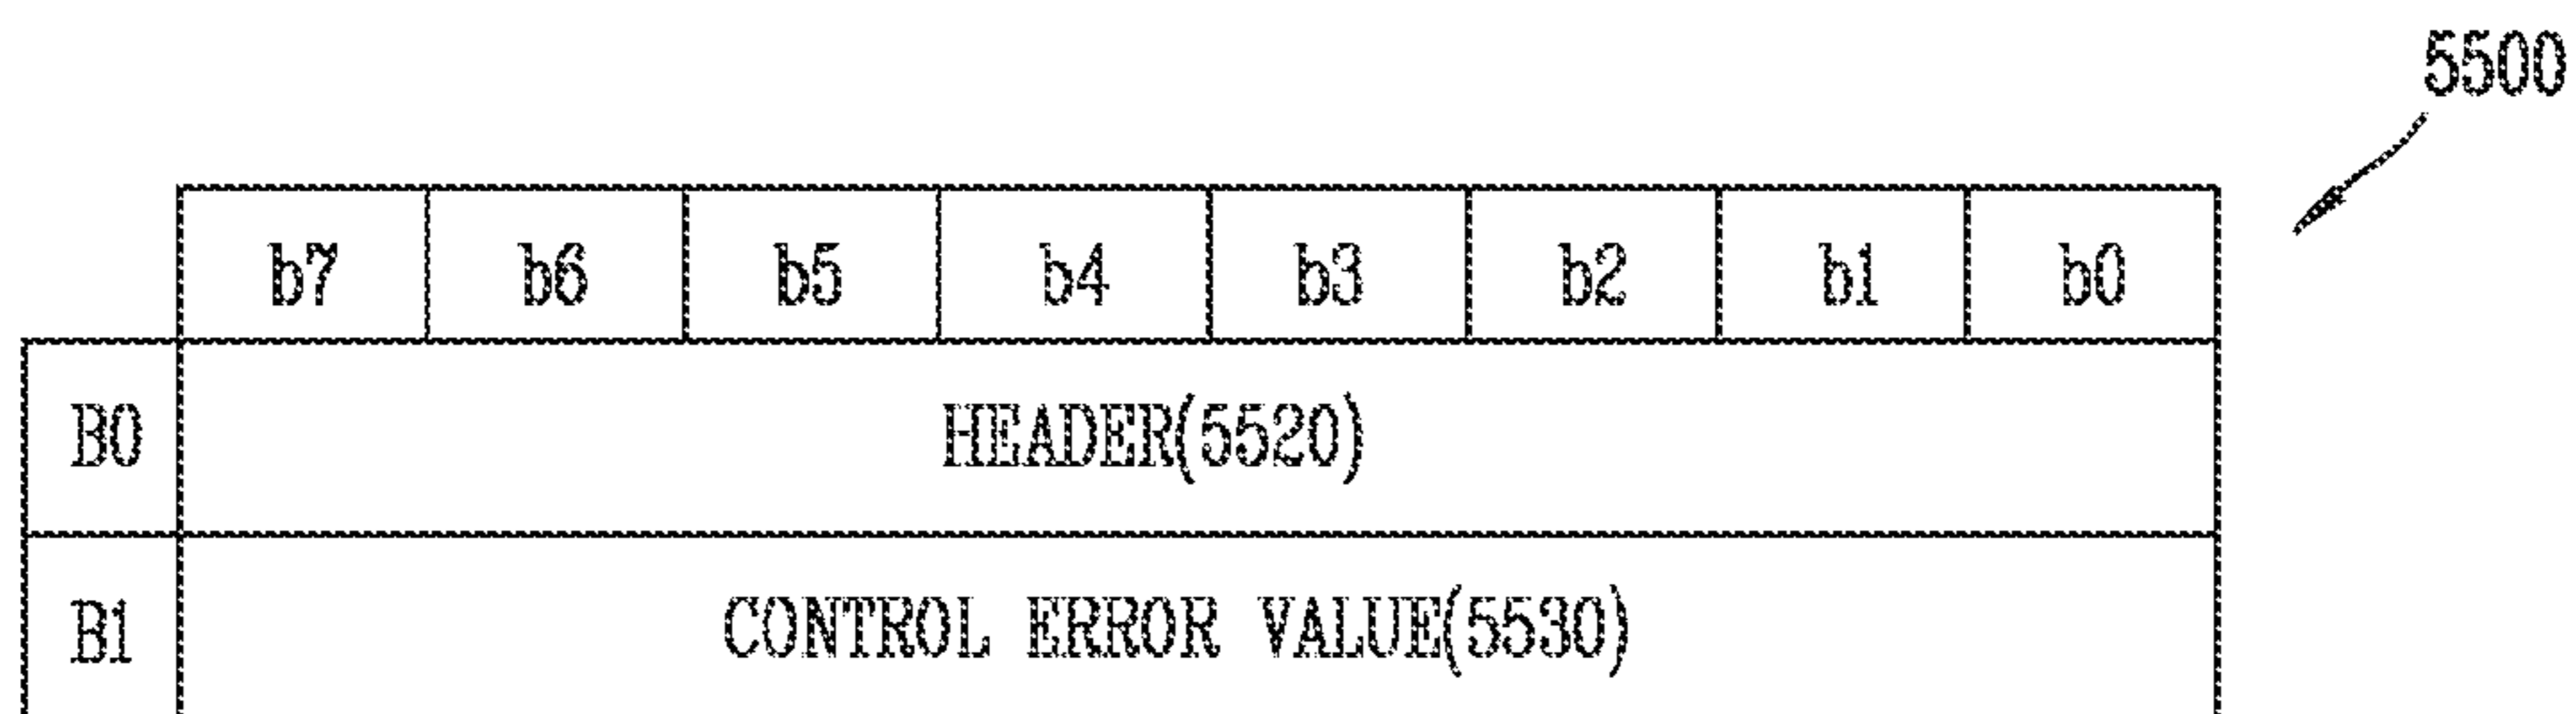 5500
b7 b6 b5 b4 b3 b2 b1 b0
B0 HEADER(5520)
B1 CONTROL ERROR VALUE(5530)